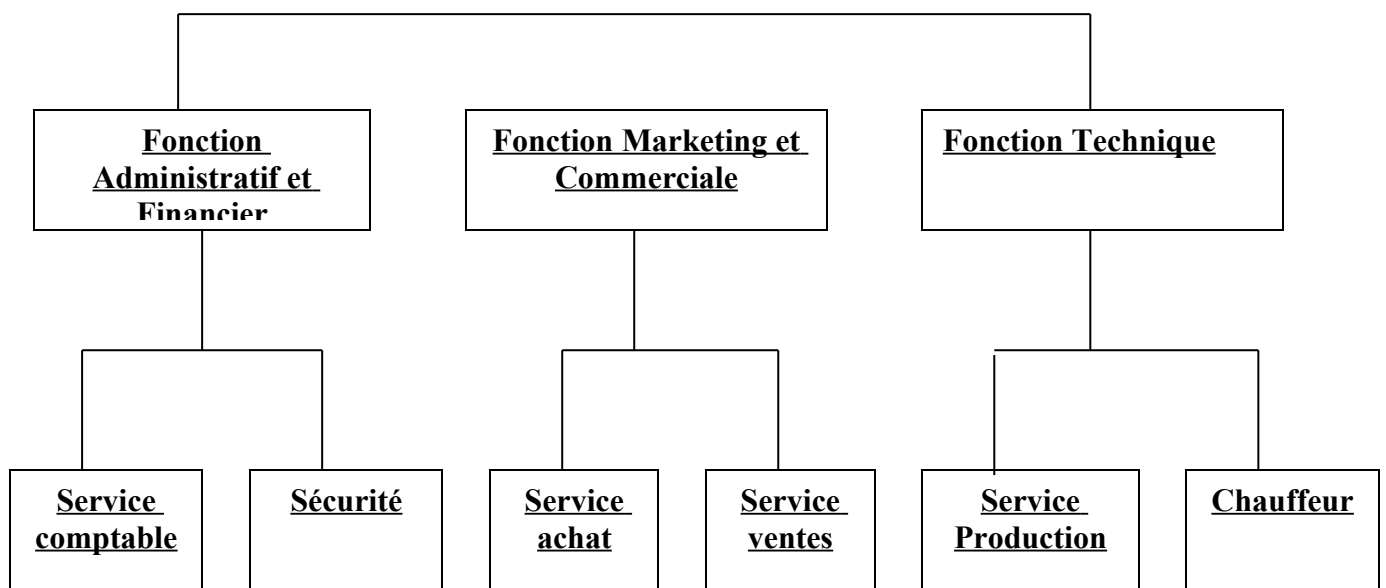 Fonction
Administratif et
Financier
Fonction Marketing et
Commerciale
Fonction Technique
Service
comptable
Sécurité
Service
achat
Service
ventes
Service
Production
Chauffeur